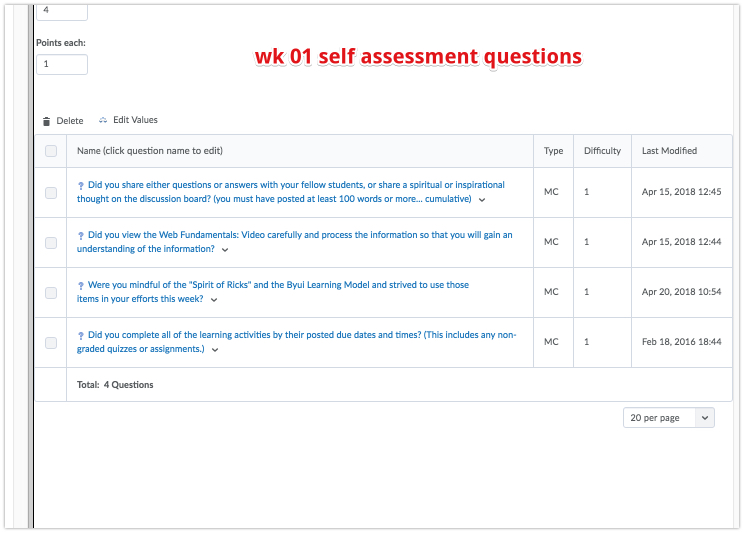 4
Points each:
1
wk 01 self assessment questions
Delete Edit Values
Name (click question name to edit) Type Difficulty Last Modified
? Did you share either questions or answers with your fellow students, or share a spiritual or inspirational
thought on the discussion board? (you must have posted at least 100 words or more... cumulative) MC 1 Apr 15, 2018 12:45
? Did you view the Web Fundamentals: Video carefully and process the information so that you will gain an
understanding of the information? MC 1 Apr 15, 2018 12:44
? Were you mindful of the "Spirit of Ricks" and the Byui Learning Model and strived to use those
items in your efforts this week? MC 1 Apr 20, 2018 10:54
? Did you complete all of the learning activities by their posted due dates and times? (This includes any non-
graded quizzes or assignments.) MC 1 Feb 18, 2016 18:44
Total: 4 Questions
20 per page